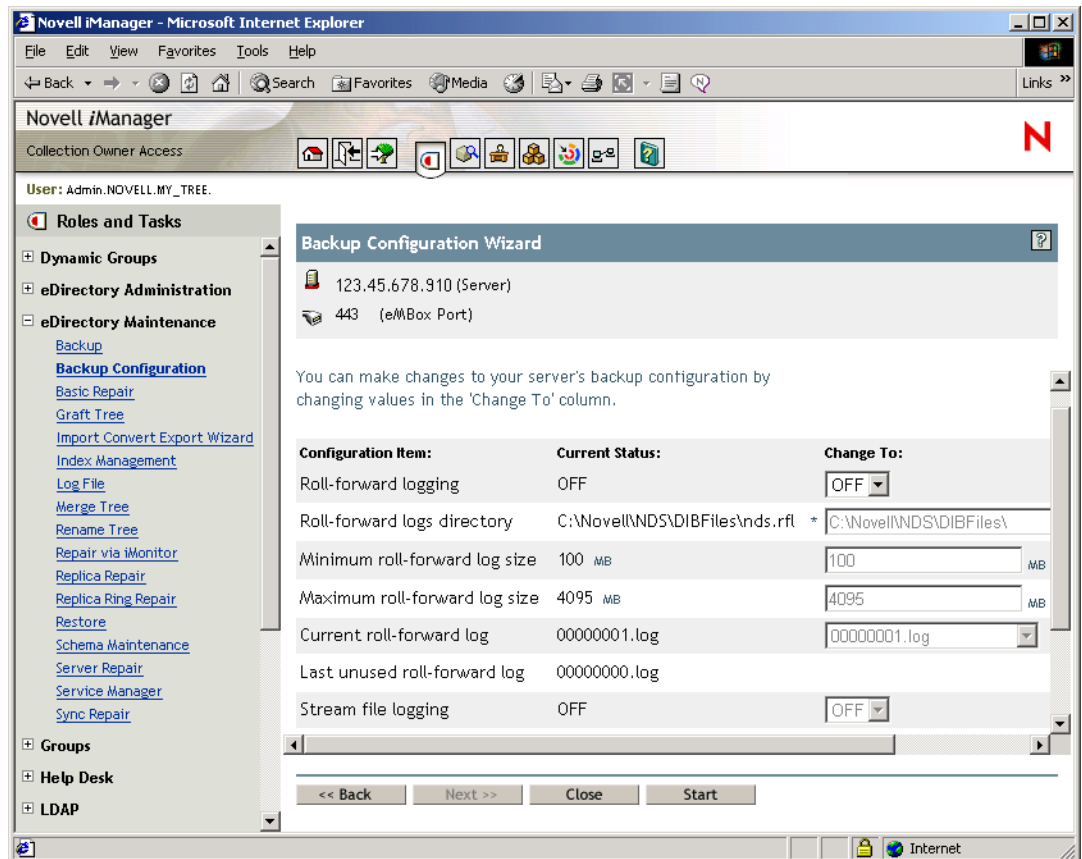 Novell iManager - Microsoft Internet Explorer
File Edit View Favorites Tools Help
Back Search Favorites Media Links »
Novell iManager
Collection Owner Access
N
User: Admin.NOVELL.MY_TREE.
Roles and Tasks
Dynamic Groups
eDirectory Administration
eDirectory Maintenance
Backup
Backup Configuration
Basic Repair
Graft Tree
Import Convert Export Wizard
Index Management
Log File
Merge Tree
Rename Tree
Repair via iMonitor
Replica Repair
Replica Ring Repair
Restore
Schema Maintenance
Server Repair
Service Manager
Sync Repair
Groups
Help Desk
LDAP
Backup Configuration Wizard ?
123.45.678.910 (Server)
443 (eMBox Port)
You can make changes to your server's backup configuration by
changing values in the 'Change To' column.
Configuration Item: Current Status: Change To:
Roll-forward logging OFF OFF
Roll-forward logs directory C:\Novell\NDS\DIBFiles\nds.rfl * C:\Novell\NDS\DIBFiles\
Minimum roll-forward log size 100 MB 100 MB
Maximum roll-forward log size 4095 MB 4095 MB
Current roll-forward log 00000001.log 00000001.log
Last unused roll-forward log 00000000.log
Stream file logging OFF OFF
<< Back Next >> Close Start
Internet